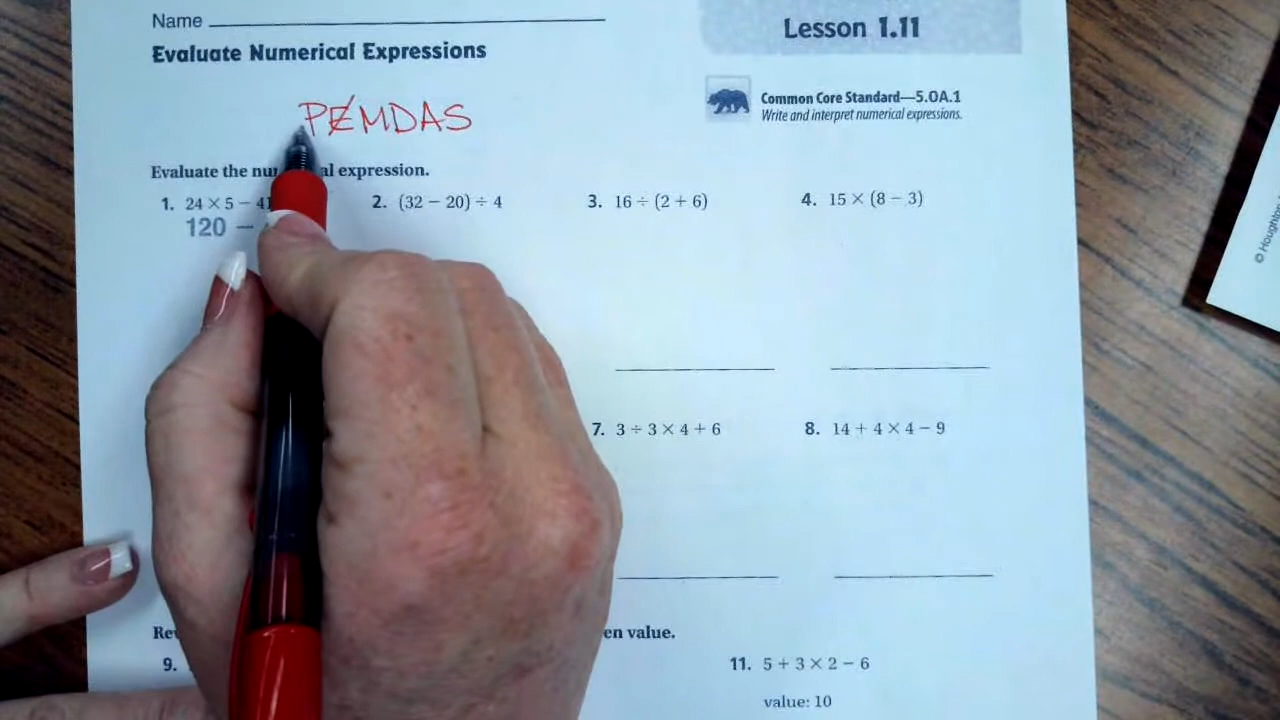 Name
Lesson 1.11
Evaluate Numerical Expressions
Common Core Standard—5.OA.1
Write and interpret numerical expressions.
PEMDAS
Evaluate the al expression.
1. 24 × 5 −
2. (32 − 20) ÷ 4
3. 16 ÷ (2 + 6)
4. 15 × (8 − 3)
120 −
7. 3 ÷ 3 × 4 + 6
8. 14 + 4 × 4 − 9
value.
9.
11. 5 + 3 × 2 − 6
value: 10
©